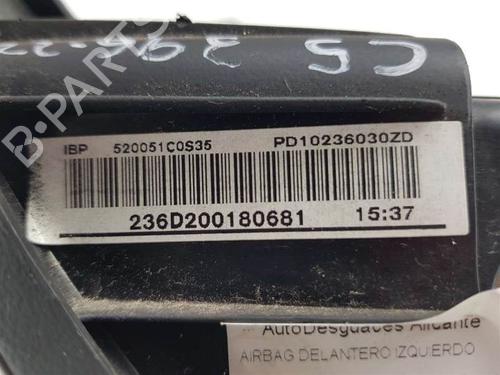 C5
IBP 520051C0S35 PD10236030ZD
236D200180681 15:37
AutoDesguaces Alicante
AIRBAG DELANTERO IZQUIERDO
B-PARTS